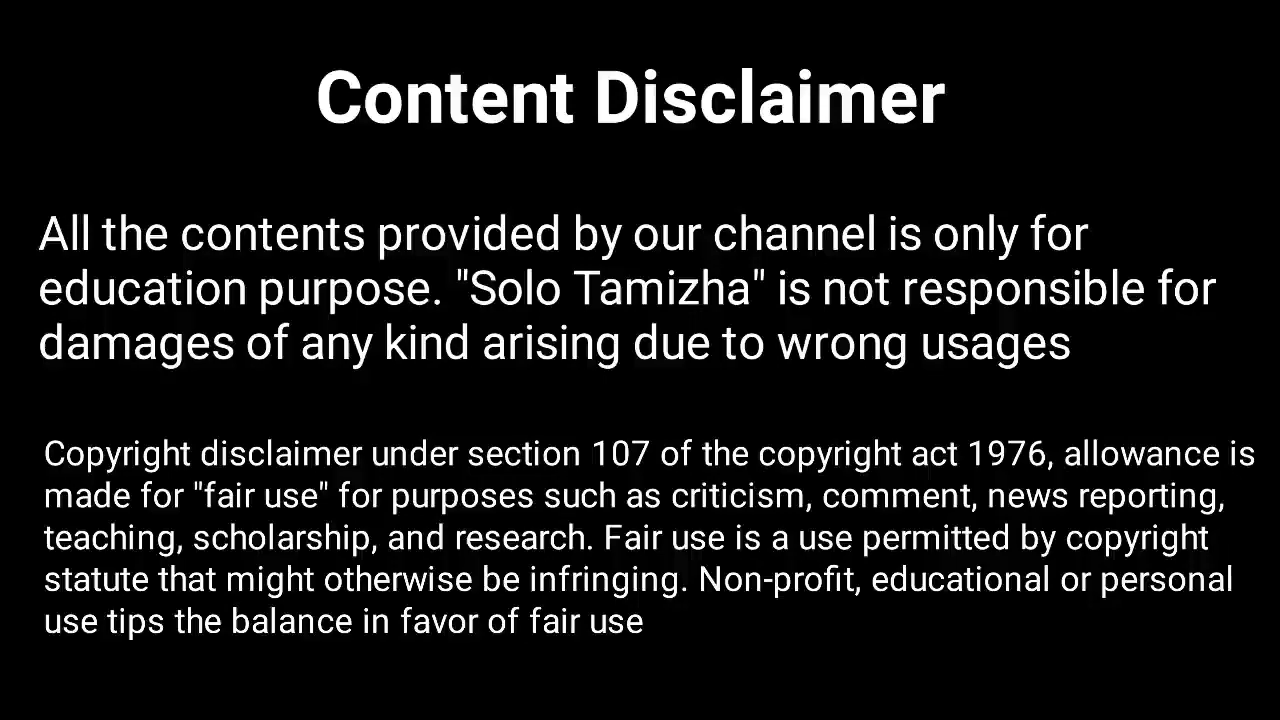 Content Disclaimer
All the contents provided by our channel is only for
education purpose. "Solo Tamizha" is not responsible for
damages of any kind arising due to wrong usages
Copyright disclaimer under section 107 of the copyright act 1976, allowance is
made for "fair use" for purposes such as criticism, comment, news reporting,
teaching, scholarship, and research. Fair use is a use permitted by copyright
statute that might otherwise be infringing. Non-profit, educational or personal
use tips the balance in favor of fair use